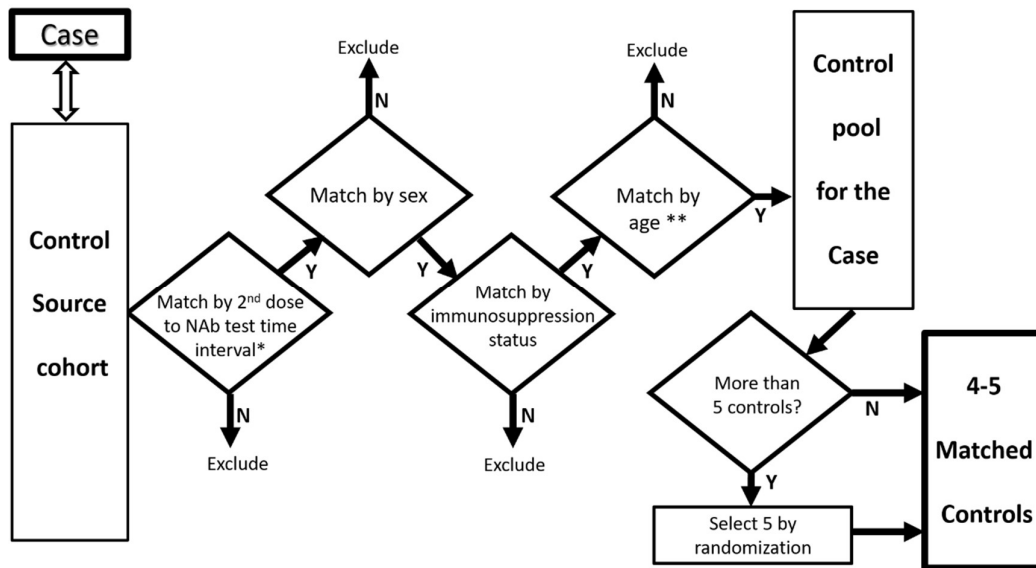 Case
Control
Source
cohort
Match by 2nd dose
to NAb test time
interval*
Y
N
Exclude
Match by sex
N
Exclude
Y
Match by
immunosuppression
status
Y
N
Exclude
Match by
age **
N
Exclude
Y
Control
pool
for the
Case
More than
5 controls?
N
Y
Select 5 by
randomization
4-5
Matched
Controls